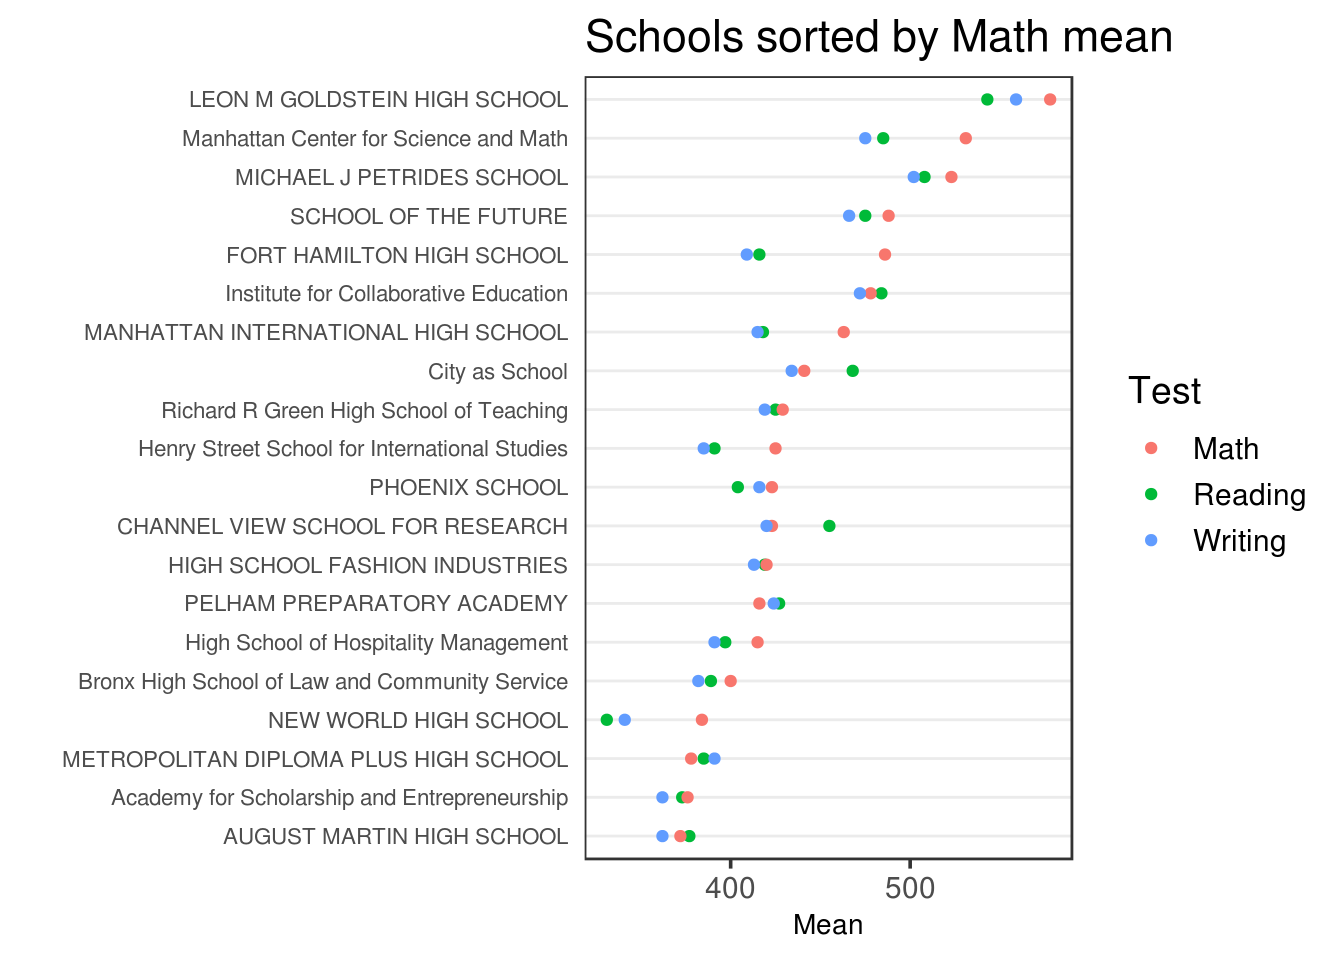 Schools sorted by Math mean
LEON M GOLDSTEIN HIGH SCHOOL
Manhattan Center for Science and Math
MICHAEL J PETRIDES SCHOOL
SCHOOL OF THE FUTURE
FORT HAMILTON HIGH SCHOOL
Institute for Collaborative Education
MANHATTAN INTERNATIONAL HIGH SCHOOL
City as School
Richard R Green High School of Teaching
Henry Street School for International Studies
PHOENIX SCHOOL
CHANNEL VIEW SCHOOL FOR RESEARCH
HIGH SCHOOL FASHION INDUSTRIES
PELHAM PREPARATORY ACADEMY
High School of Hospitality Management
Bronx High School of Law and Community Service
NEW WORLD HIGH SCHOOL
METROPOLITAN DIPLOMA PLUS HIGH SCHOOL
Academy for Scholarship and Entrepreneurship
AUGUST MARTIN HIGH SCHOOL
400 500
Mean
Test
Math
Reading
Writing